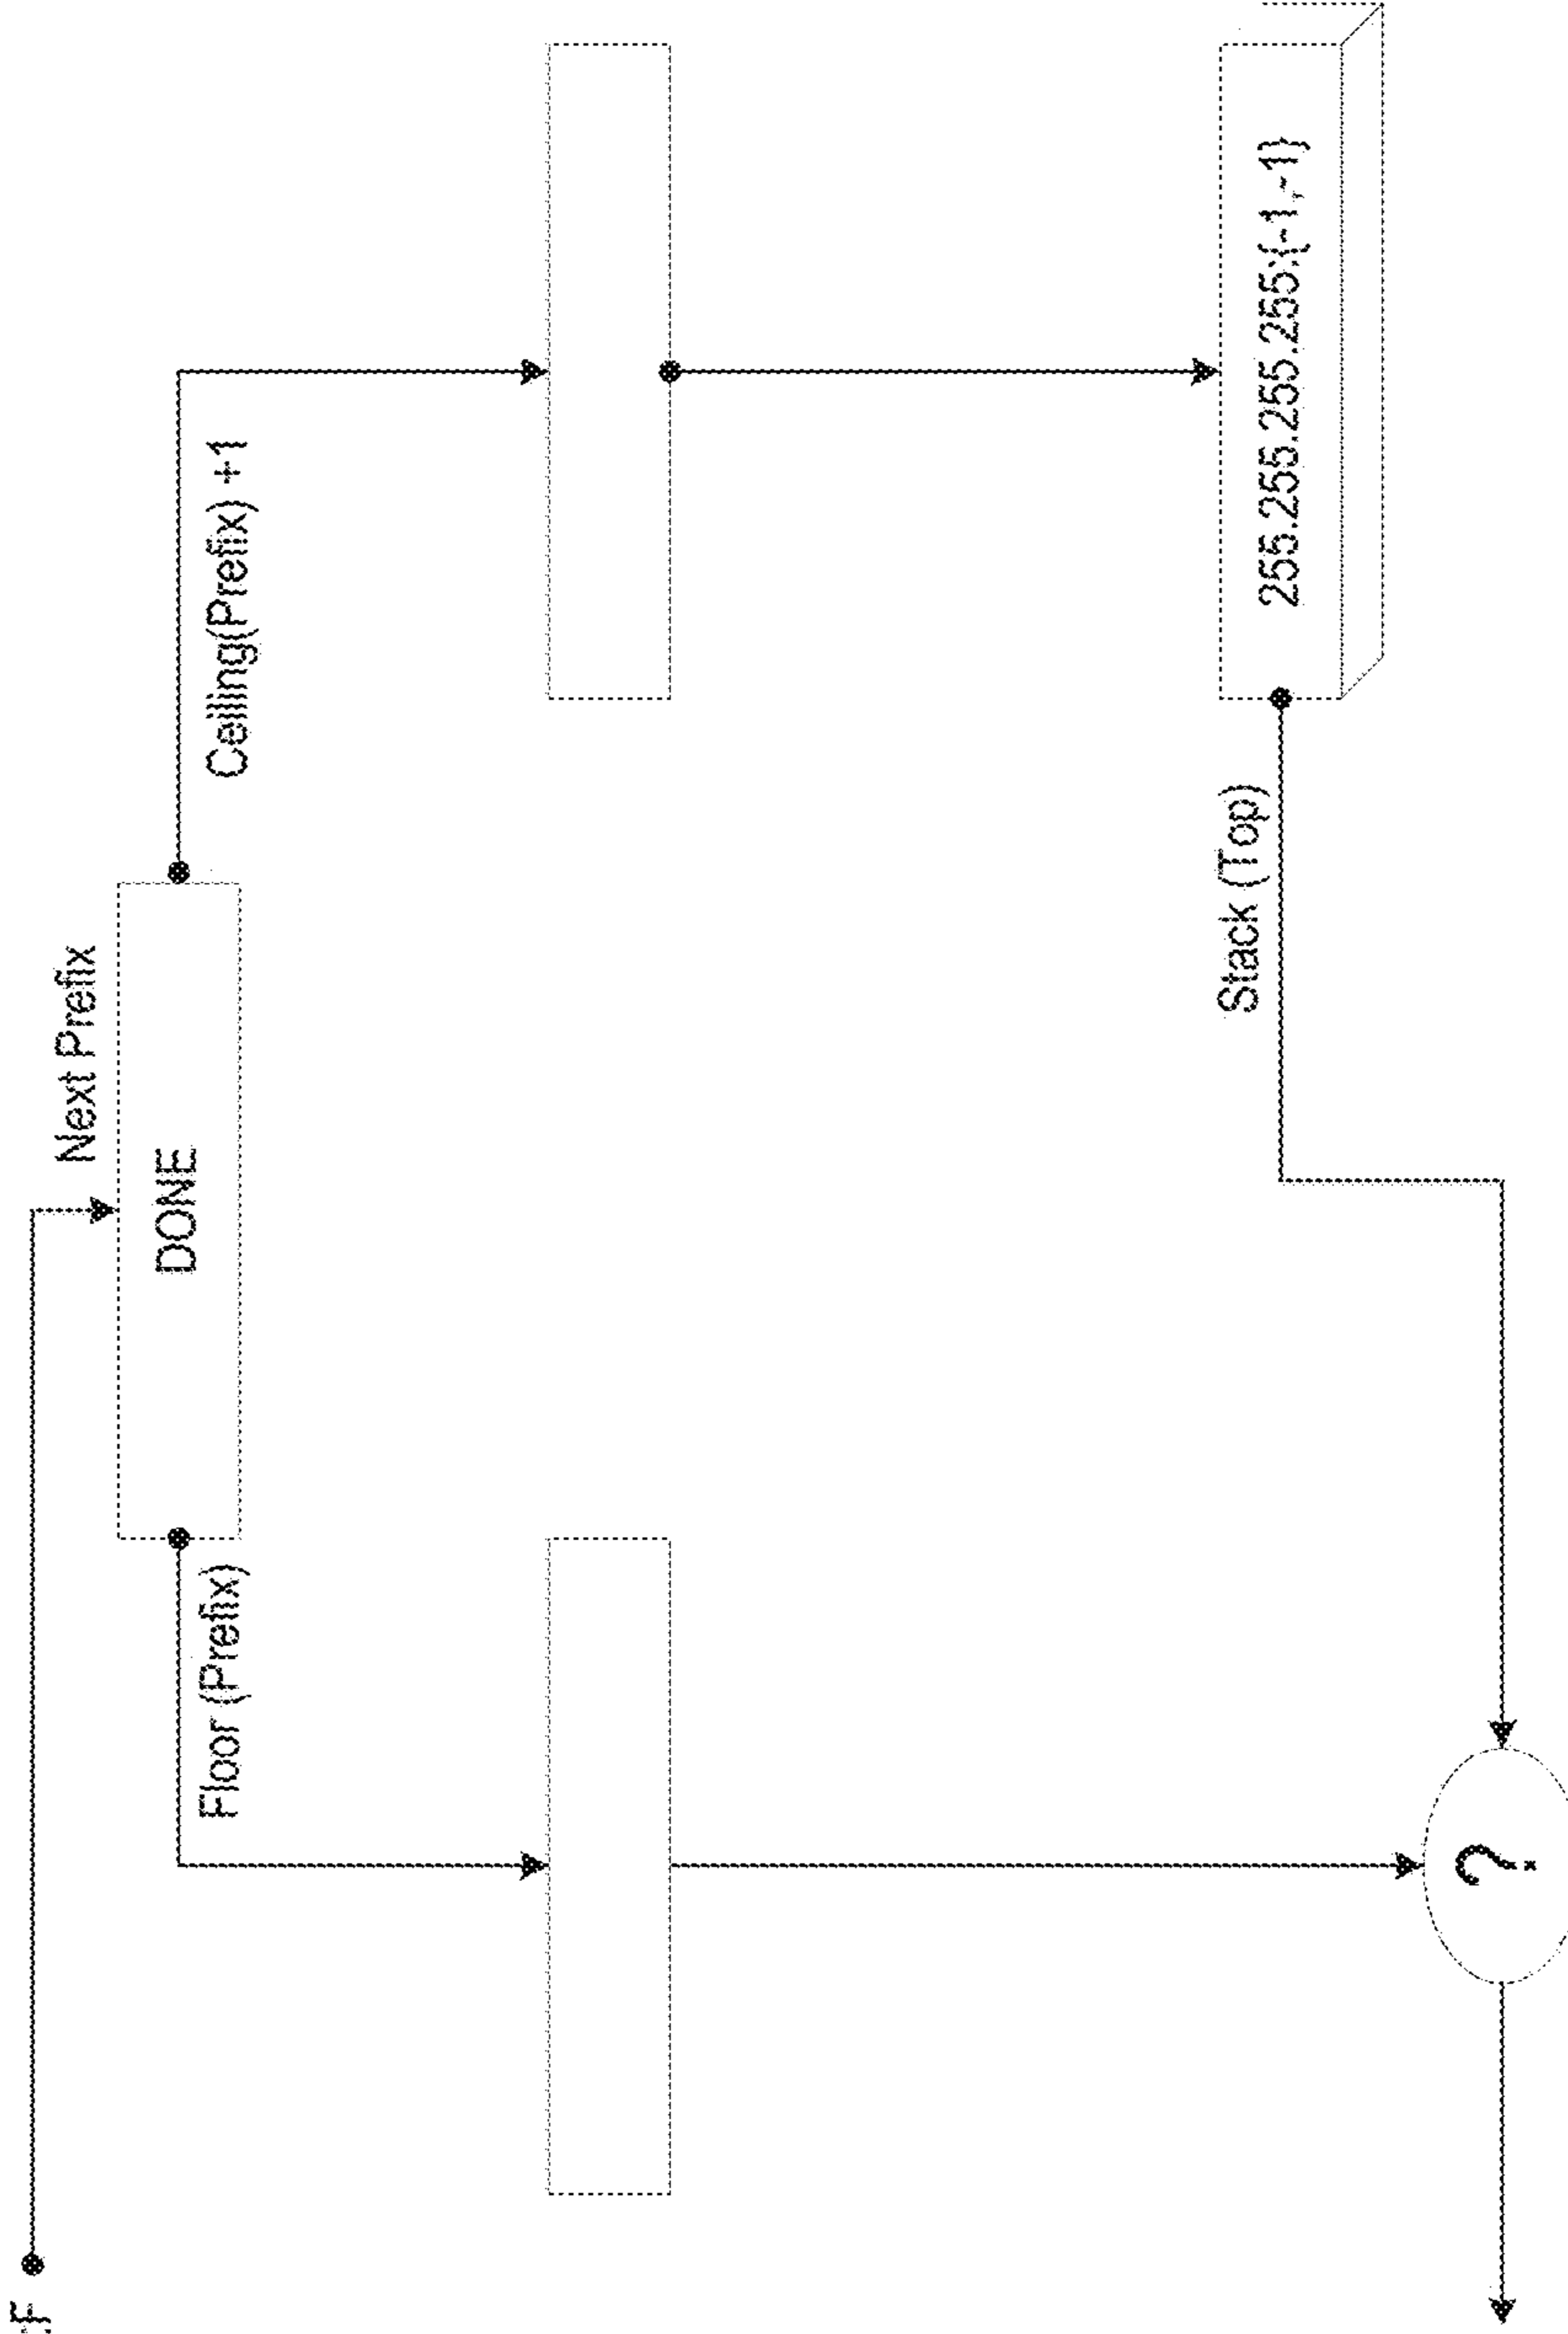 :F
Next Prefix
DONE
Floor (Prefix)
Ceiling(Prefix) +1
Stack (Top)
255.255.255.255:{-1,-1}
?